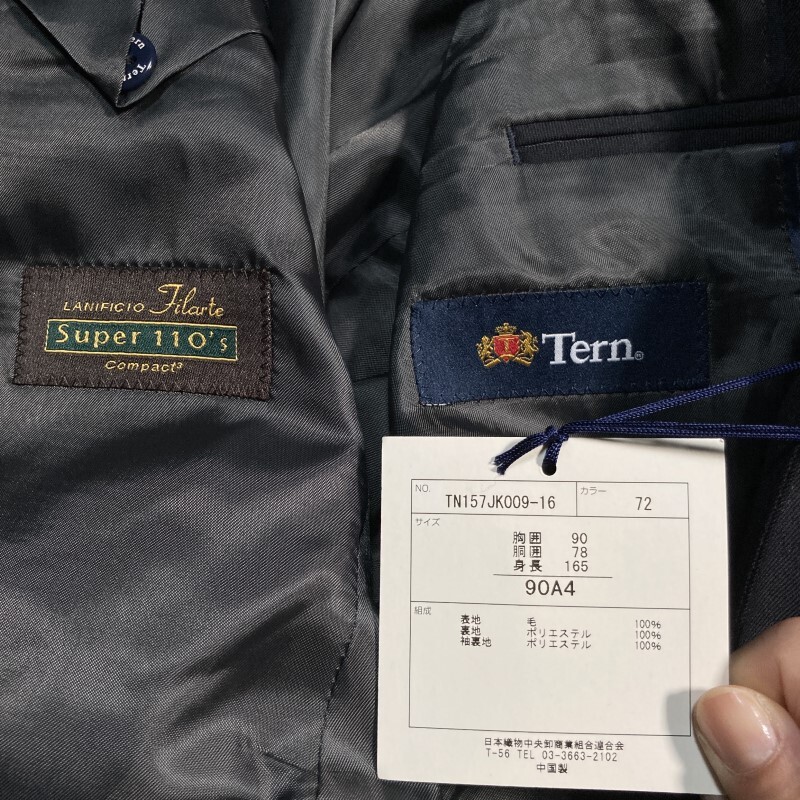 Tern
Tern
LANIFICIO Filarte
Super 110's
Compact³
Tern®
NO. TN157JK009-16 カラー 72
サイズ
胸囲 90
胴囲 78
身長 165
90A4
組成
表地 毛 100%
裏地 ポリエステル 100%
袖裏地 ポリエステル 100%
日本織物中央卸商業組合連合会
T-56 TEL 03-3663-2102
中国製